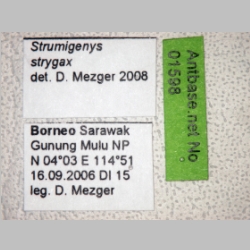 Strumigenys
strygax
det. D. Mezger 2008
Borneo Sarawak
Gunung Mulu NP
N 04°03 E 114°51
16.09.2006 DI 15
leg. D. Mezger
Antbase.net No.
01598